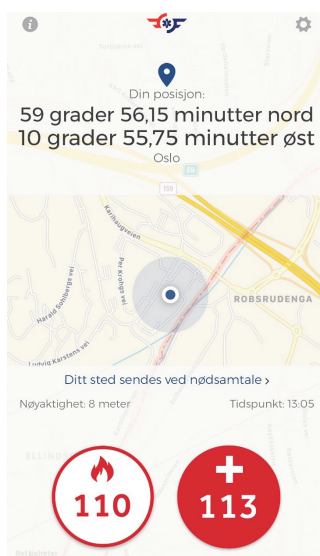 Din posisjon:
59 grader 56,15 minutter nord
10 grader 55,75 minutter øst
Oslo
159
159
Karihaugveien
Per Krohgs vei
Harald Sohlbergs vei
ROBSRUDENGA
Ludvig Karstens vei
Ditt sted sendes ved nødsamtale >
Nøyaktighet: 8 meter
Tidspunkt: 13:05
110
113